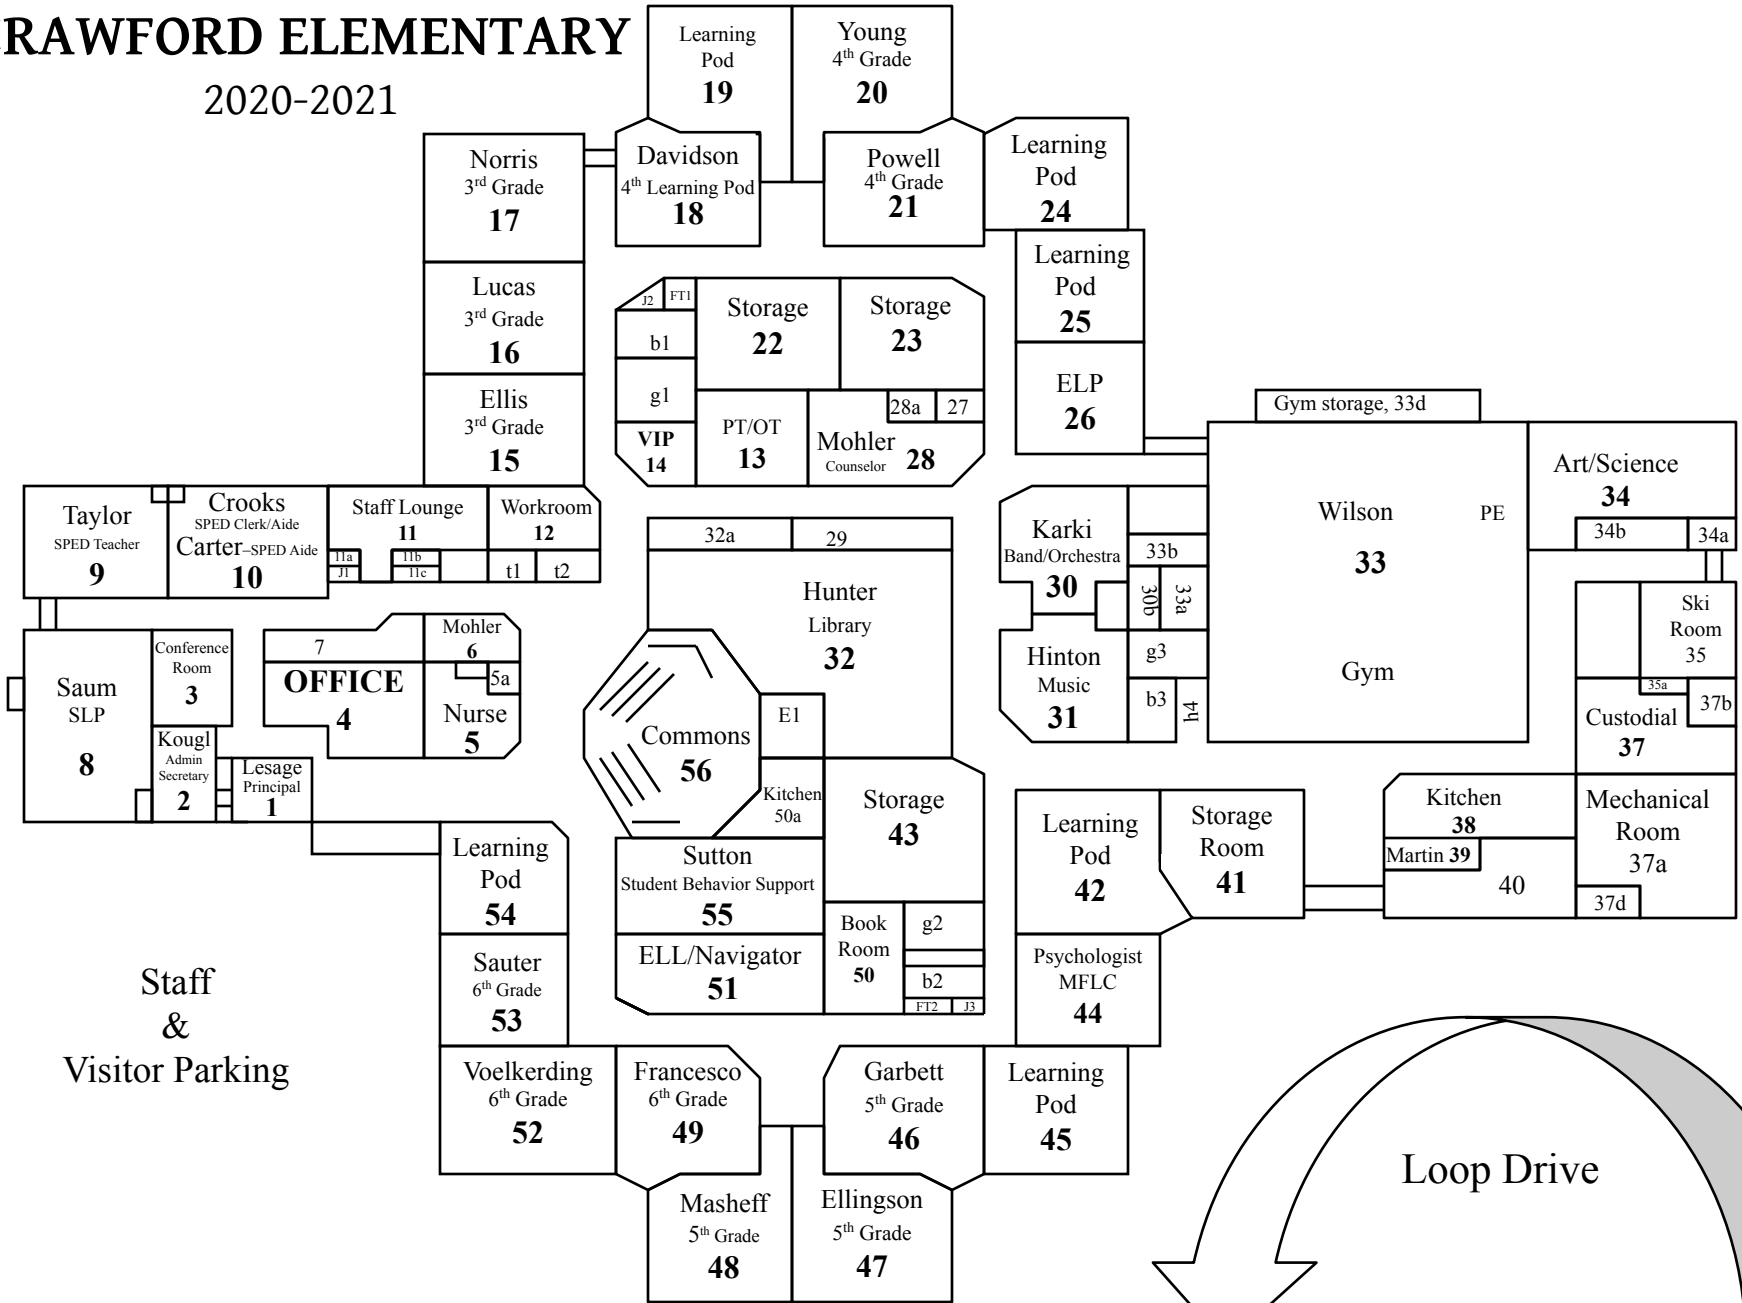 RAWFORD ELEMENTARY
2020-2021
Learning
Pod
19
Young
4th Grade
20
Norris
3rd Grade
17
Davidson
4th Learning Pod
18
Powell
4th Grade
21
Learning
Pod
24
Lucas
3rd Grade
16
J2
FT1
b1
g1
Storage
22
Storage
23
Learning
Pod
25
Ellis
3rd Grade
15
VIP
14
PT/OT
13
28a
27
Mohler
Counselor
28
ELP
26
Gym storage, 33d
Taylor
SPED Teacher
9
Crooks
SPED Clerk/Aide
Carter–SPED Aide
10
Staff Lounge
11
11a
J1
11b
11c
Workroom
12
t1
t2
32a
29
Hunter
Library
32
Karki
Band/Orchestra
30
33b
30b
33a
Wilson
PE
33
Gym
Art/Science
34
34b
34a
Saum
SLP
8
Conference
Room
3
7
OFFICE
4
Mohler
6
5a
Nurse
5
Kougl
Admin
Secretary
2
Lesage
Principal
1
Commons
56
E1
Kitchen
50a
Storage
43
Hinton
Music
31
g3
b3
h4
Ski
Room
35
35a
37b
Custodial
37
Learning
Pod
54
Sutton
Student Behavior Support
55
Learning
Pod
42
Storage
Room
41
Kitchen
38
Martin 39
40
Mechanical
Room
37a
37d
Sauter
6th Grade
53
ELL/Navigator
51
Book
Room
50
g2
b2
FT2
J3
Psychologist
MFLC
44
Staff
&
Visitor Parking
Voelkerding
6th Grade
52
Francesco
6th Grade
49
Garbett
5th Grade
46
Learning
Pod
45
Masheff
5th Grade
48
Ellingson
5th Grade
47
Loop Drive